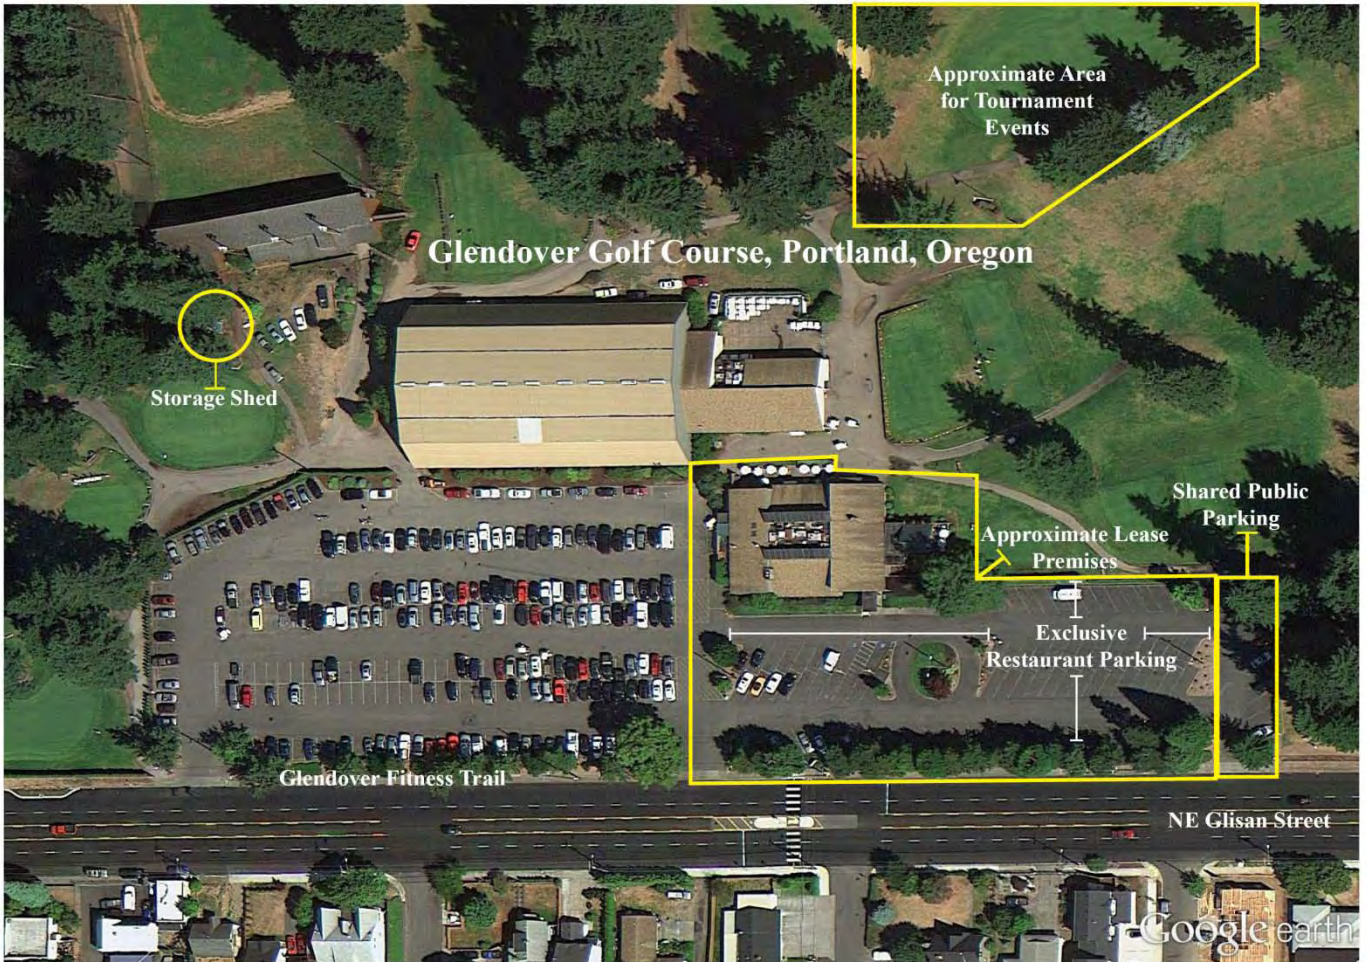 Approximate Area
for Tournament
Events
Glendover Golf Course, Portland, Oregon
Storage Shed
Shared Public
Parking
Approximate Lease
Premises
Exclusive
Restaurant Parking
Glendover Fitness Trail
NE Glisan Street
Google earth